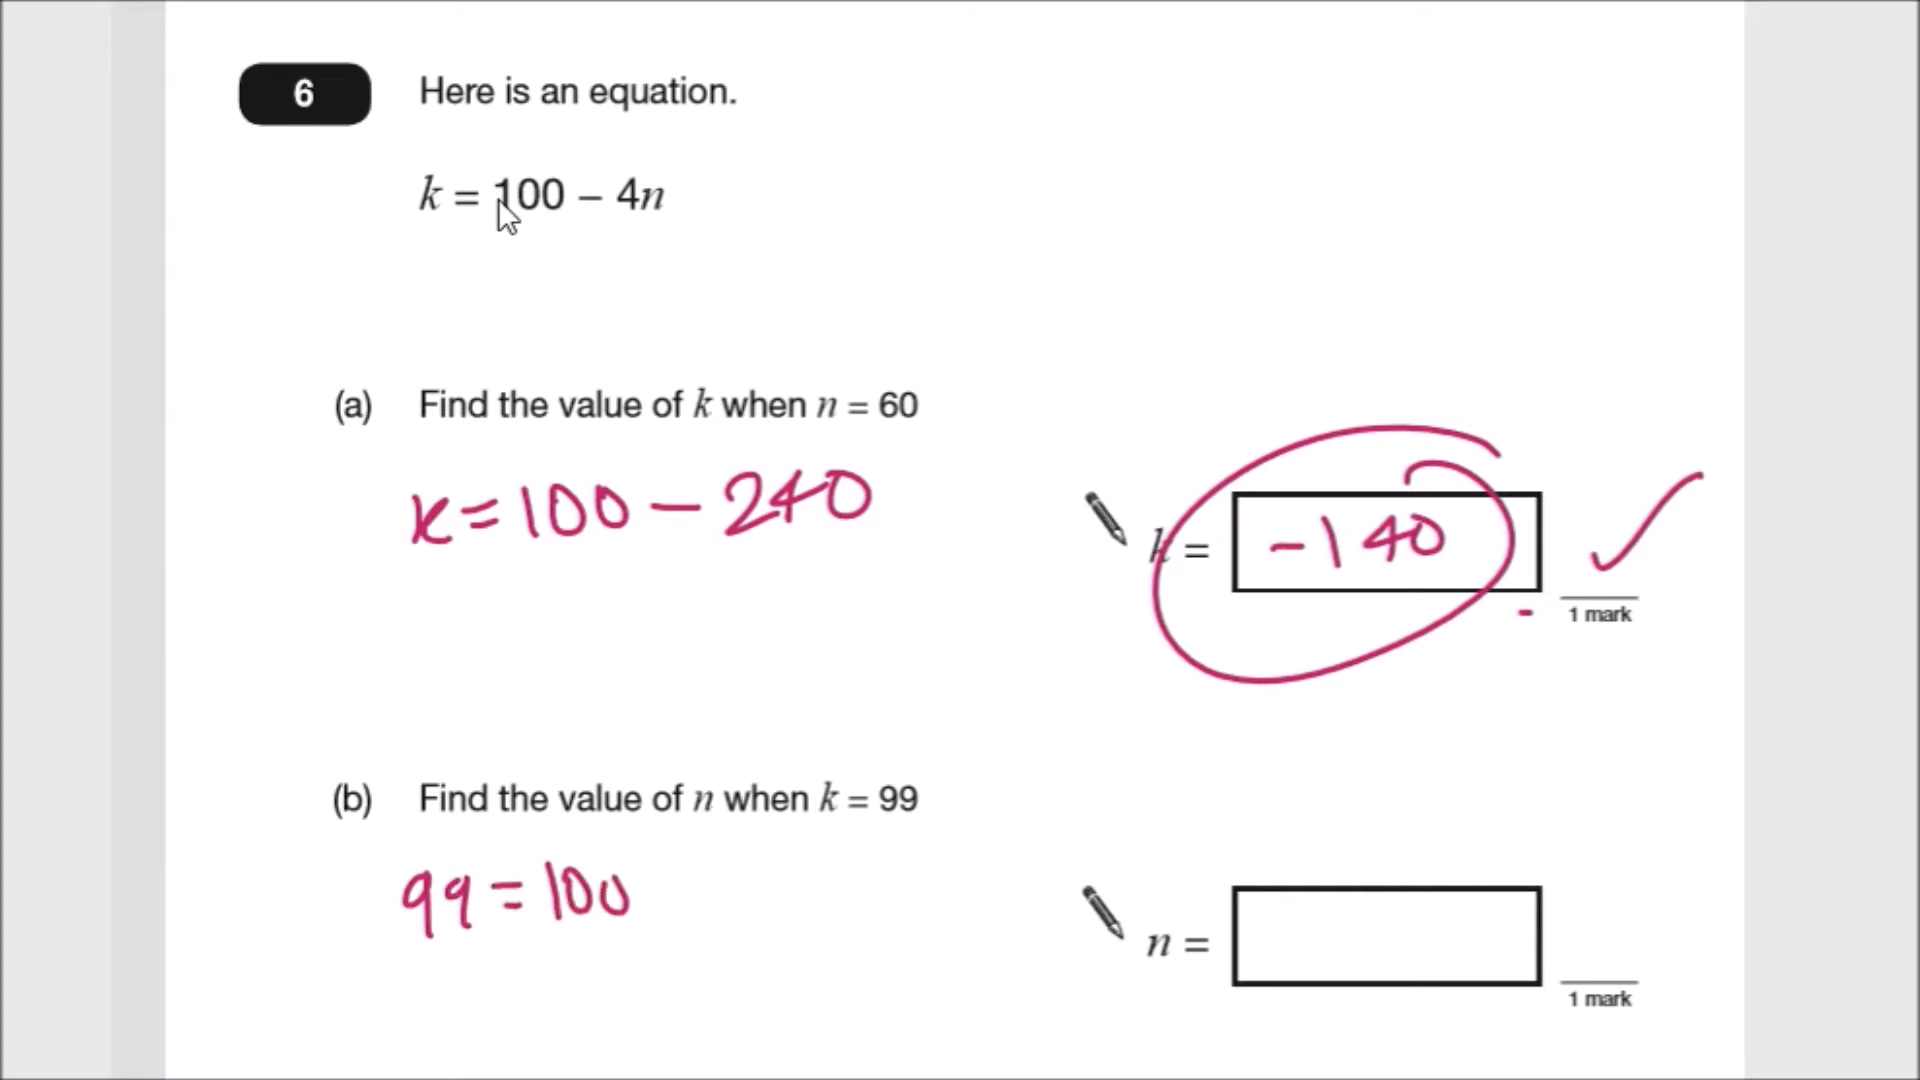 6 Here is an equation.
k = 100 – 4n
(a) Find the value of k when n = 60
k = 100 – 240
k = -140
1 mark
(b) Find the value of n when k = 99
99 = 100
n =
1 mark